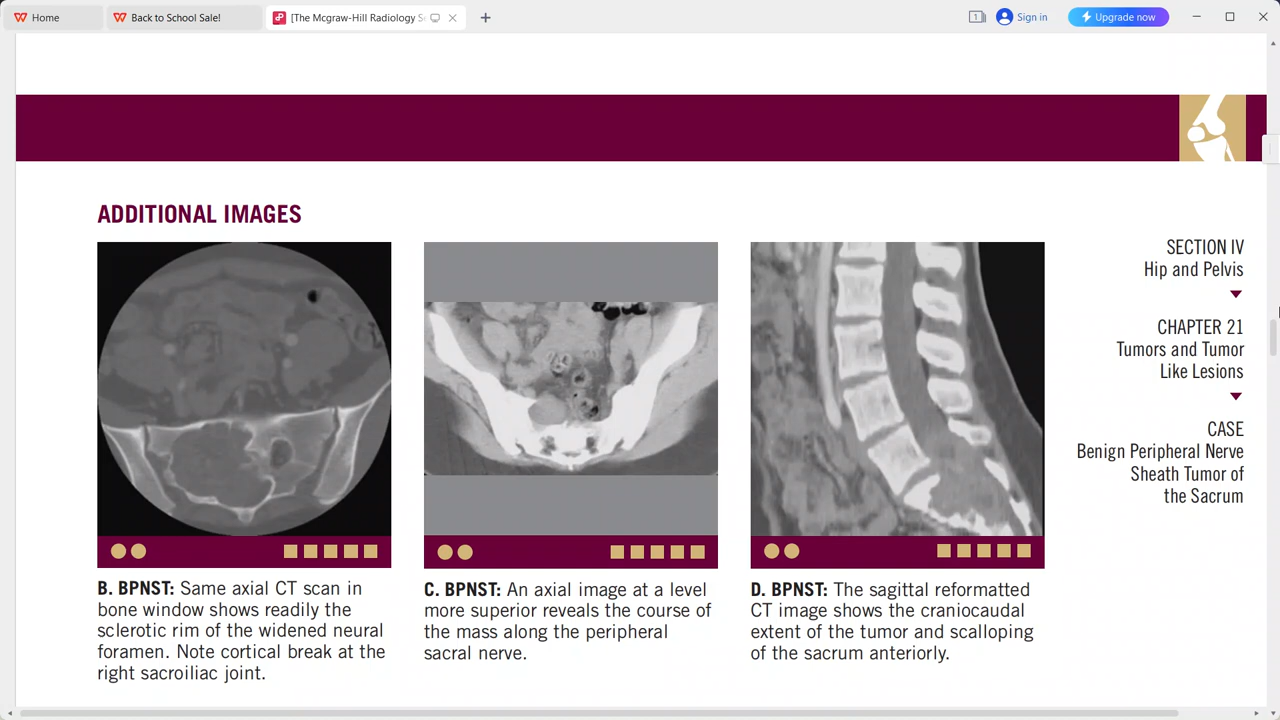 Home
Back to School Sale!
[The Mcgraw-Hill Radiology S
1
Sign in
Upgrade now
ADDITIONAL IMAGES
B. BPNST: Same axial CT scan in
bone window shows readily the
sclerotic rim of the widened neural
foramen. Note cortical break at the
right sacroiliac joint.
C. BPNST: An axial image at a level
more superior reveals the course of
the mass along the peripheral
sacral nerve.
D. BPNST: The sagittal reformatted
CT image shows the craniocaudal
extent of the tumor and scalloping
of the sacrum anteriorly.
SECTION IV
Hip and Pelvis
CHAPTER 21
Tumors and Tumor
Like Lesions
CASE
Benign Peripheral Nerve
Sheath Tumor of
the Sacrum